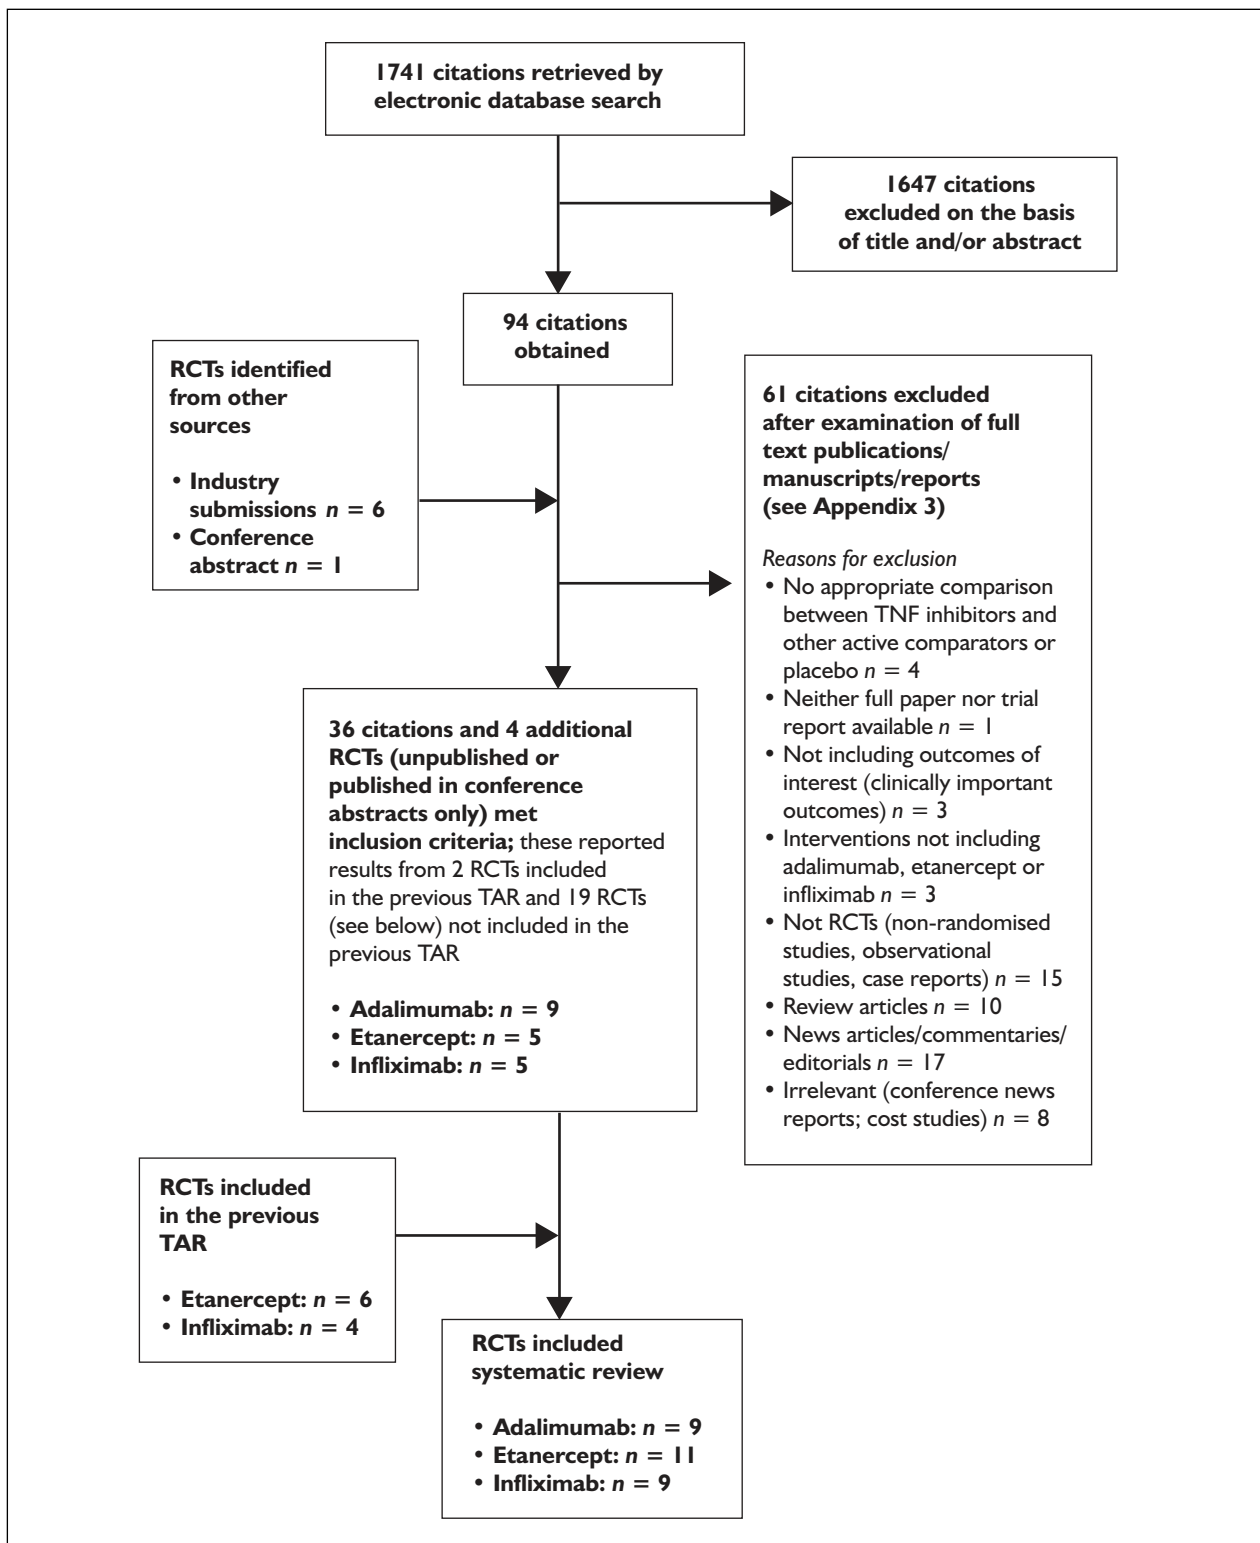 1741 citations retrieved by
electronic database search
1647 citations
excluded on the basis
of title and/or abstract
94 citations
obtained
RCTs identified
from other
sources
• Industry
submissions n = 6
• Conference
abstract n = 1
61 citations excluded
after examination of full
text publications/
manuscripts/reports
(see Appendix 3)
Reasons for exclusion
• No appropriate comparison
between TNF inhibitors and
other active comparators or
placebo n = 4
• Neither full paper nor trial
report available n = 1
• Not including outcomes of
interest (clinically important
outcomes) n = 3
• Interventions not including
adalimumab, etanercept or
infliximab n = 3
• Not RCTs (non-randomised
studies, observational
studies, case reports) n = 15
• Review articles n = 10
• News articles/commentaries/
editorials n = 17
• Irrelevant (conference news
reports; cost studies) n = 8
36 citations and 4 additional
RCTs (unpublished or
published in conference
abstracts only) met
inclusion criteria; these reported
results from 2 RCTs included
in the previous TAR and 19 RCTs
(see below) not included in the
previous TAR
• Adalimumab: n = 9
• Etanercept: n = 5
• Infliximab: n = 5
RCTs included
in the previous
TAR
• Etanercept: n = 6
• Infliximab: n = 4
RCTs included
systematic review
• Adalimumab: n = 9
• Etanercept: n = 11
• Infliximab: n = 9